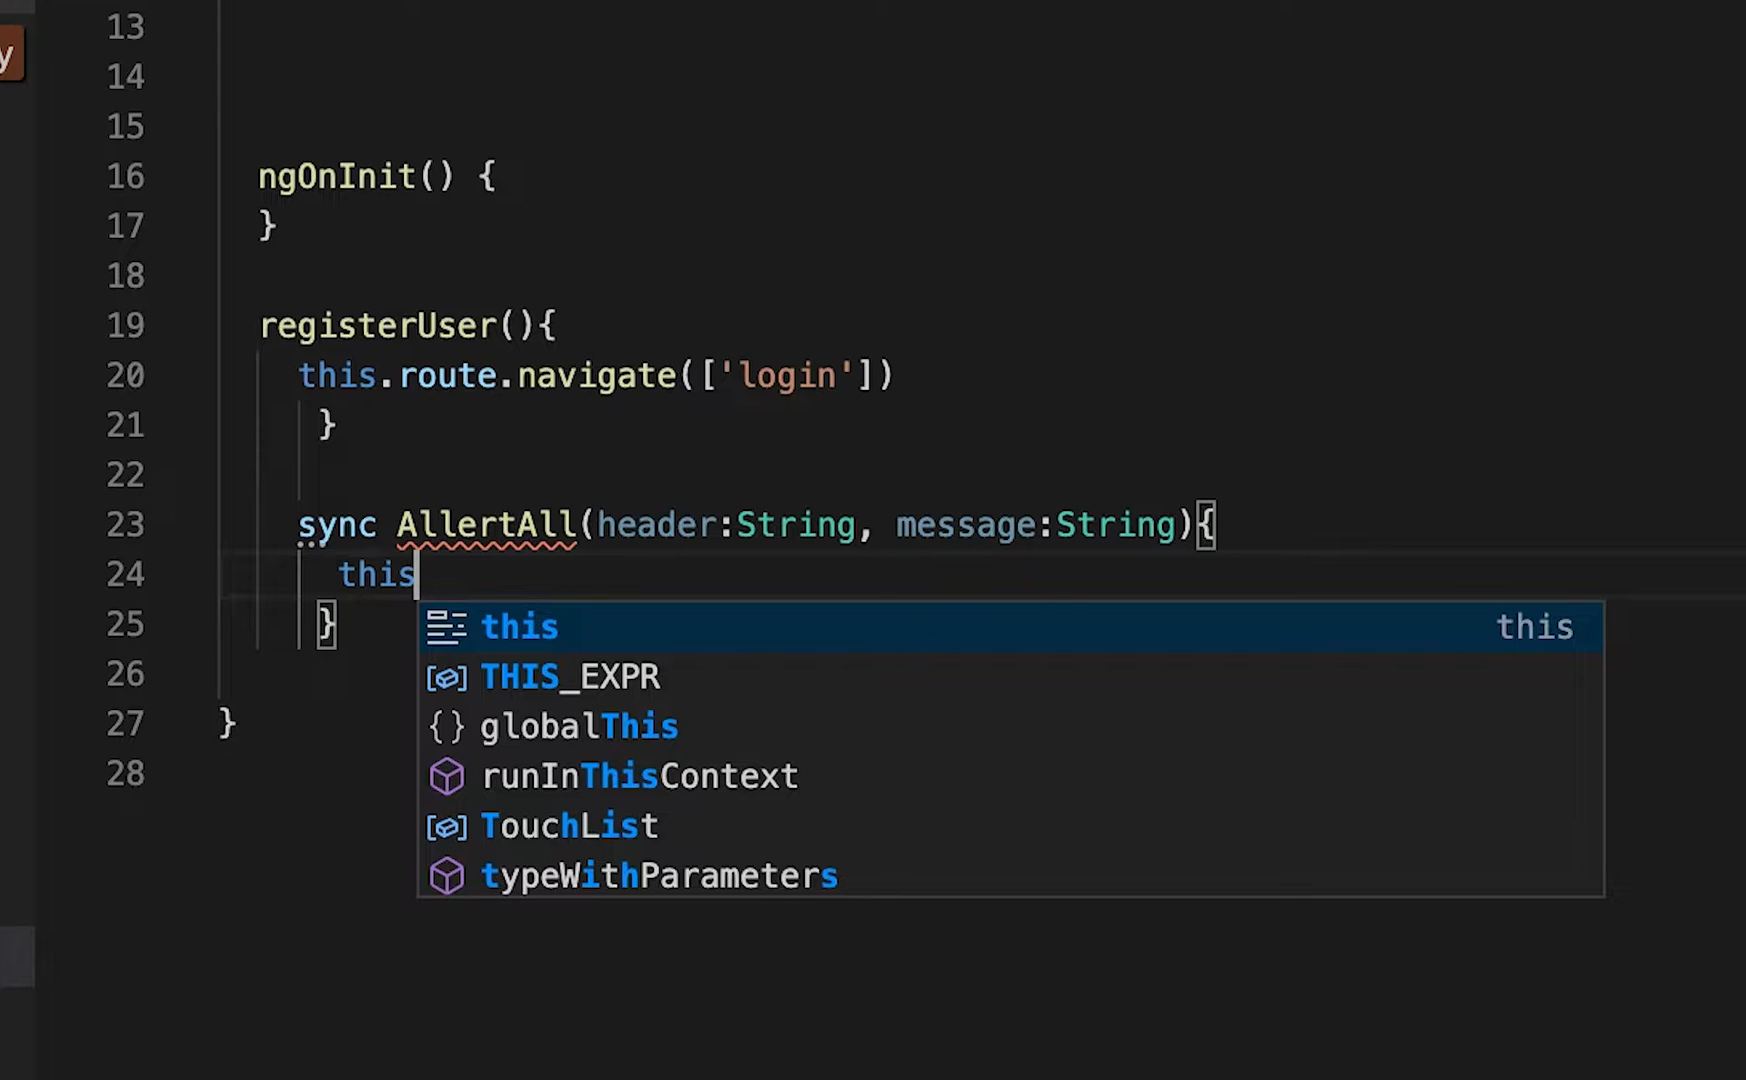 y
13
14
15
16 ngOnInit() {
17 }
18
19 registerUser(){
20 this.route.navigate(['login'])
21 }
22
23 sync AllertAll(header:String, message:String){
24 this
25 }
this this
26 THIS_EXPR
27 } {} globalThis
28 runInThisContext
TouchList
typeWithParameters